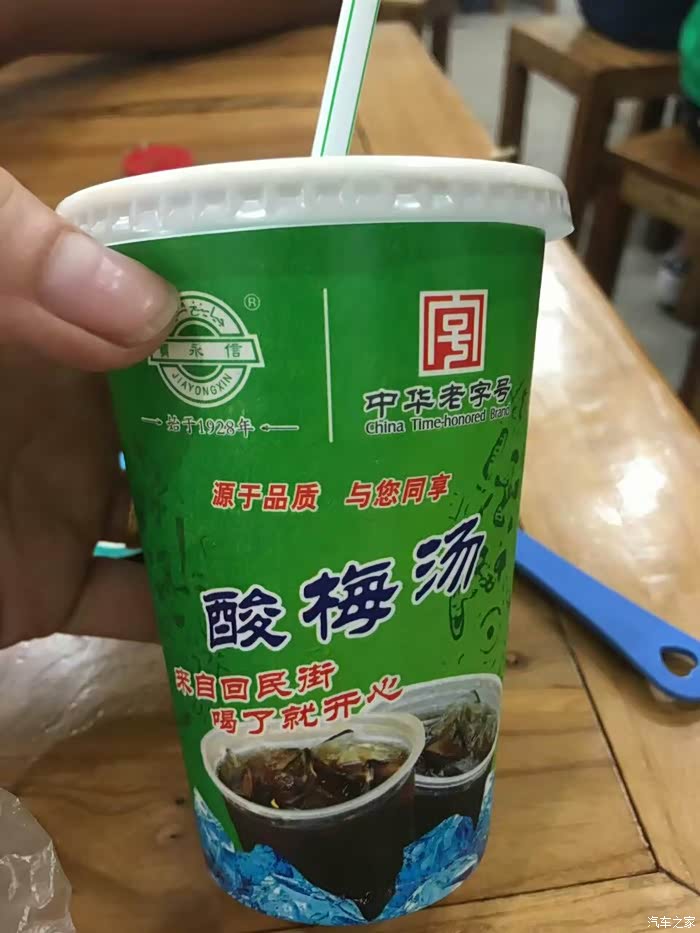 ®
永信
JIAYONGXIN
始于1928年
中华老字号
China Time-honored Brand
源于品质 与您同享
酸梅汤
来自回民街
喝了就开心
汽车之家